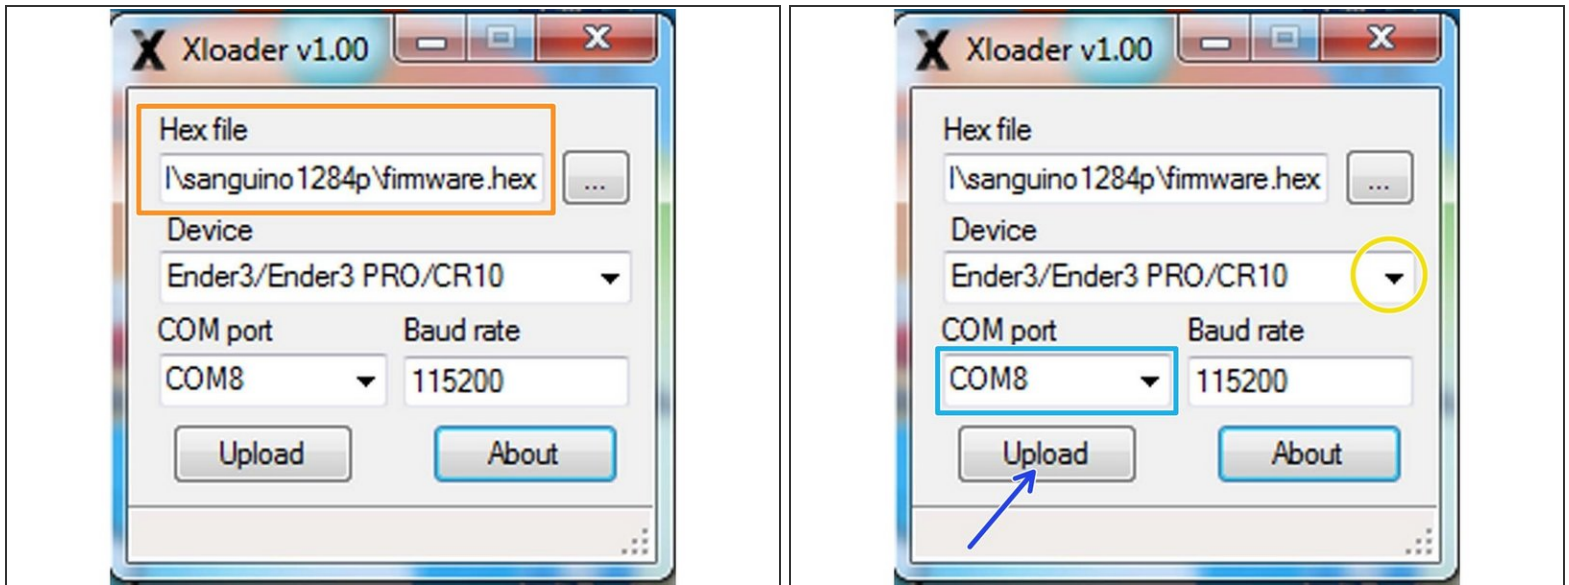 Xloader v1.00
Hex file
l\sanguino1284p\firmware.hex
...
Device
Ender3/Ender3 PRO/CR10
COM port Baud rate
COM8 115200
Upload About
Xloader v1.00
Hex file
l\sanguino1284p\firmware.hex
...
Device
Ender3/Ender3 PRO/CR10
COM port Baud rate
COM8 115200
Upload About